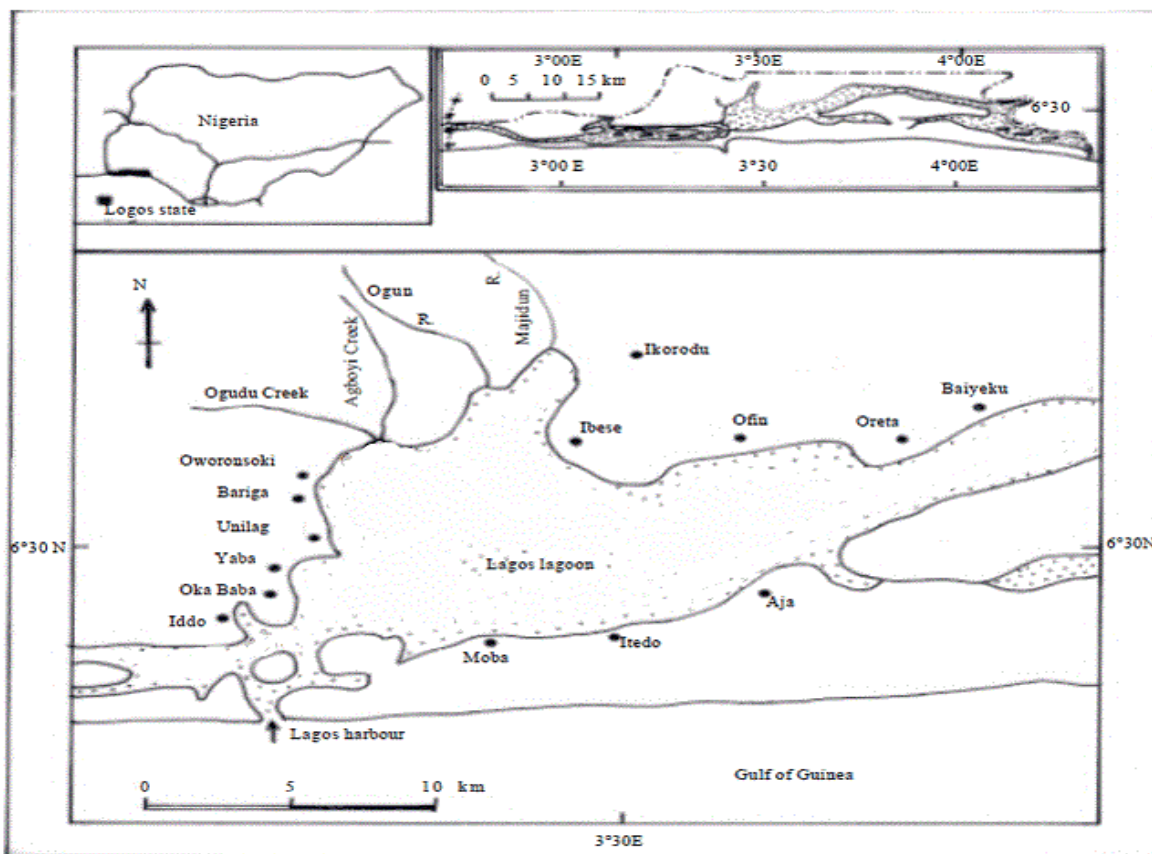 Nigeria
Logos state
3°00E 3°30E 4°00E
0 5 10 15 km
6°30
3°00E 3°30 4°00E
N
Ogun
R.
R.
Majidun
Agboyi Creek
Ogudu Creek
Ikorodu
Baiyeku
Ibese
Ofin
Oreta
Oworonsoki
Bariga
Unilag
6°30 N
6°30N
Yaba
Lagos lagoon
Oka Baba
Aja
Iddo
Moba
Itedo
Lagos harbour
0 5 10 km
Gulf of Guinea
3°30E